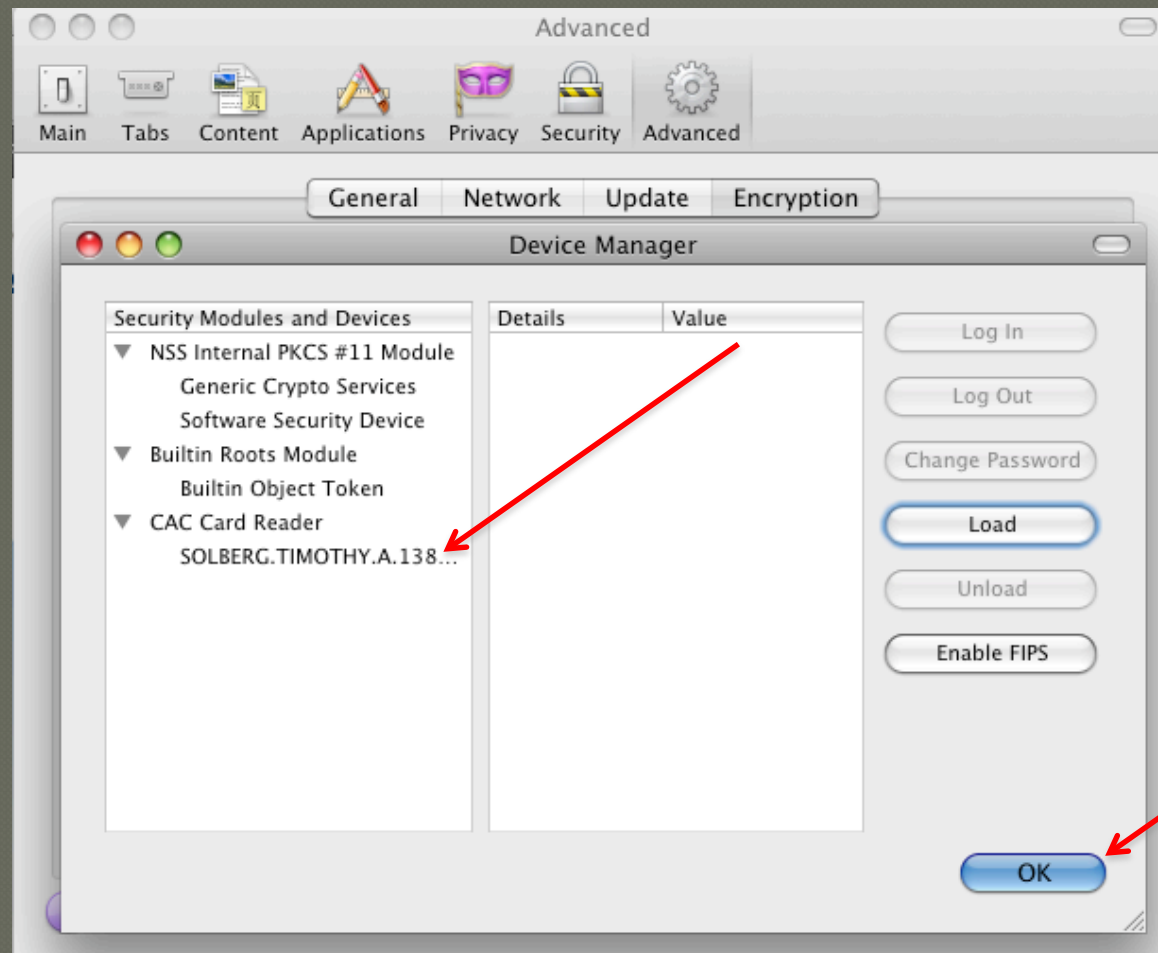 Advanced
Main Tabs Content Applications Privacy Security Advanced
页
General Network Update Encryption
Device Manager
Security Modules and Devices
NSS Internal PKCS #11 Module
Generic Crypto Services
Software Security Device
Builtin Roots Module
Builtin Object Token
CAC Card Reader
SOLBERG.TIMOTHY.A.138...
Details Value
Log In
Log Out
Change Password
Load
Unload
Enable FIPS
OK